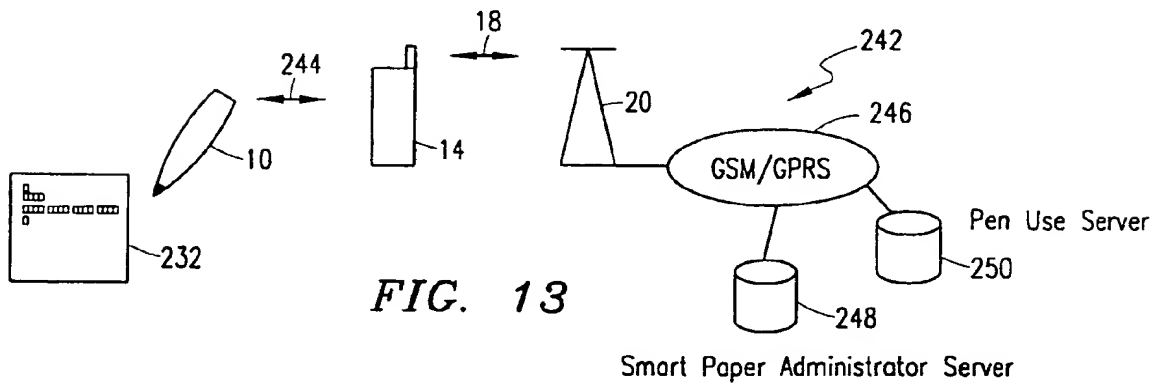 18
242
244
20
246
10
14
GSM/GPRS
Pen Use Server
232
250
FIG. 13
248
Smart Paper Administrator Server